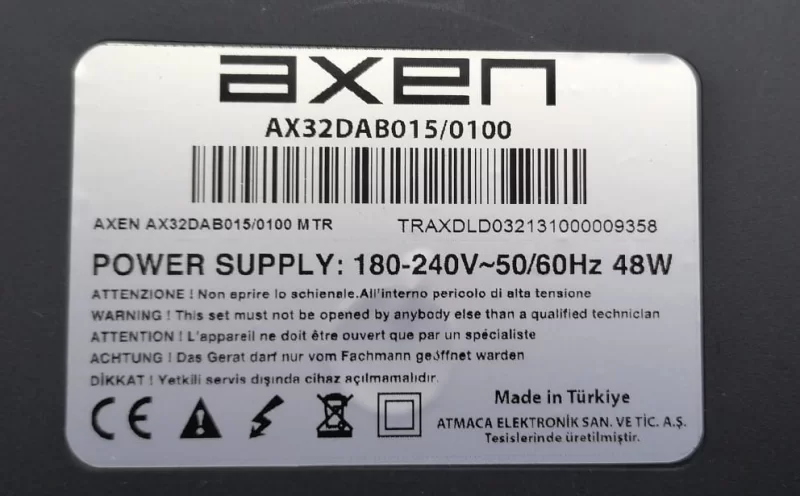 axen
AX32DAB015/0100
AXEN AX32DAB015/0100 MTR TRAXDLD032131000009358
POWER SUPPLY: 180-240V~50/60Hz 48W
ATTENZIONE ! Non aprire lo schienale.All'interno pericolo di alta tensione
WARNING ! This set must not be opened by anybody else than a qualified technician
ATTENTION ! L'appareil ne doit être ouvert que par un spécialiste
ACHTUNG ! Das Gerat darf nur vom Fachmann geöffnet warden
DİKKAT ! Yetkili servis dışında cihaz açılmamalıdır.
CE
Made in Türkiye
ATMACA ELEKTRONİK SAN. VE TİC. A.Ş.
Tesislerinde üretilmiştir.